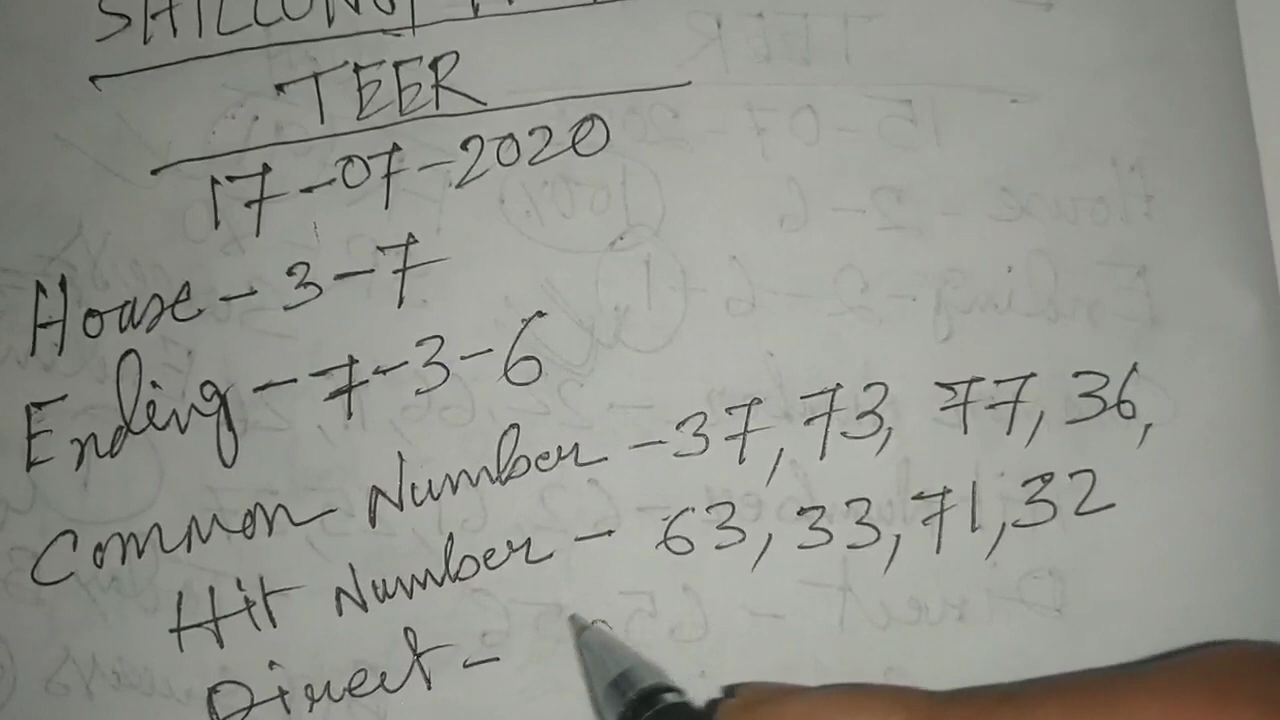 SHILLONG
TEER
17-07-2020
House - 3-7
Ending - 7-3-6
Common Number - 37, 73, 77, 36,
Hit Number - 63, 33, 71, 32
Direct -